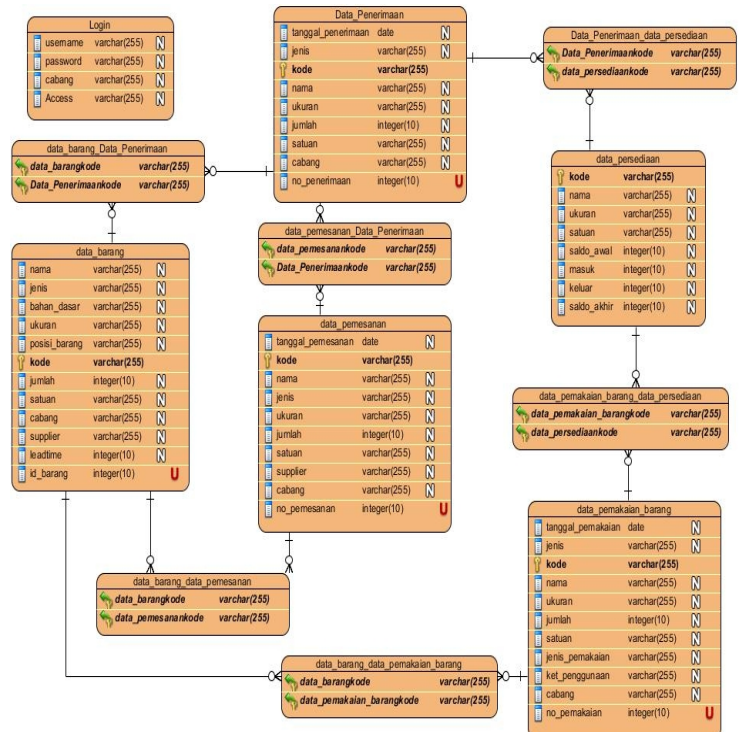 Login
username varchar(255) N
password varchar(255) N
cabang varchar(255) N
Access varchar(255) N
Data_Penerimaan
tanggal_penerimaan date N
jenis varchar(255) N
kode varchar(255)
nama varchar(255) N
ukuran varchar(255) N
jumlah integer(10) N
satuan varchar(255) N
cabang varchar(255) N
no_penerimaan integer(10) U
Data_Penerimaan_data_persediaan
Data_Penerimaankode varchar(255)
data_persediaankode varchar(255)
data_barang_Data_Penerimaan
data_barangkode varchar(255)
Data_Penerimaankode varchar(255)
data_persediaan
kode varchar(255)
nama varchar(255) N
ukuran varchar(255) N
satuan varchar(255) N
saldo_awal integer(10) N
masuk integer(10) N
keluar integer(10) N
saldo_akhir integer(10) N
data_pemesanan_Data_Penerimaan
data_pemesanankode varchar(255)
Data_Penerimaankode varchar(255)
data_barang
nama varchar(255) N
jenis varchar(255) N
bahan_dasar varchar(255) N
ukuran varchar(255) N
posisi_barang varchar(255) N
kode varchar(255)
jumlah integer(10) N
satuan varchar(255) N
cabang varchar(255) N
supplier varchar(255) N
leadtime integer(10) N
id_barang integer(10) U
data_pemesanan
tanggal_pemesanan date N
kode varchar(255)
nama varchar(255) N
jenis varchar(255) N
ukuran varchar(255) N
jumlah integer(10) N
satuan varchar(255) N
supplier varchar(255) N
cabang varchar(255) N
no_pemesanan integer(10) U
data_pemakaian_barang_data_persediaan
data_pemakaian_barangkode varchar(255)
data_persediaankode varchar(255)
data_pemakaian_barang
tanggal_pemakaian date N
jenis varchar(255) N
kode varchar(255)
nama varchar(255) N
ukuran varchar(255) N
jumlah integer(10) N
satuan varchar(255) N
jenis_pemakaian varchar(255) N
ket_penggunaan varchar(255) N
cabang varchar(255) N
no_pemakaian integer(10) U
data_barang_data_pemesanan
data_barangkode varchar(255)
data_pemesanankode varchar(255)
data_barang_data_pemakaian_barang
data_barangkode varchar(255)
data_pemakaian_barangkode varchar(255)